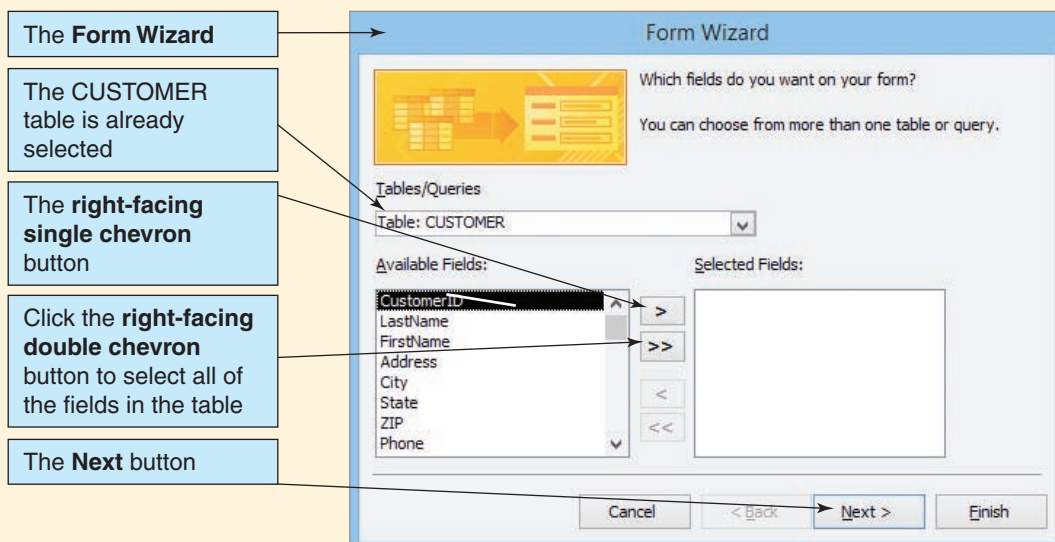 The Form Wizard
The CUSTOMER
table is already
selected
The right-facing
single chevron
button
Click the right-facing
double chevron
button to select all of
the fields in the table
The Next button
Form Wizard
Which fields do you want on your form?
You can choose from more than one table or query.
Tables/Queries
Table: CUSTOMER
Available Fields:
Selected Fields:
CustomerID
LastName
FirstName
Address
City
State
ZIP
Phone
>
>>
<
<<
Cancel
< Back
Next >
Finish